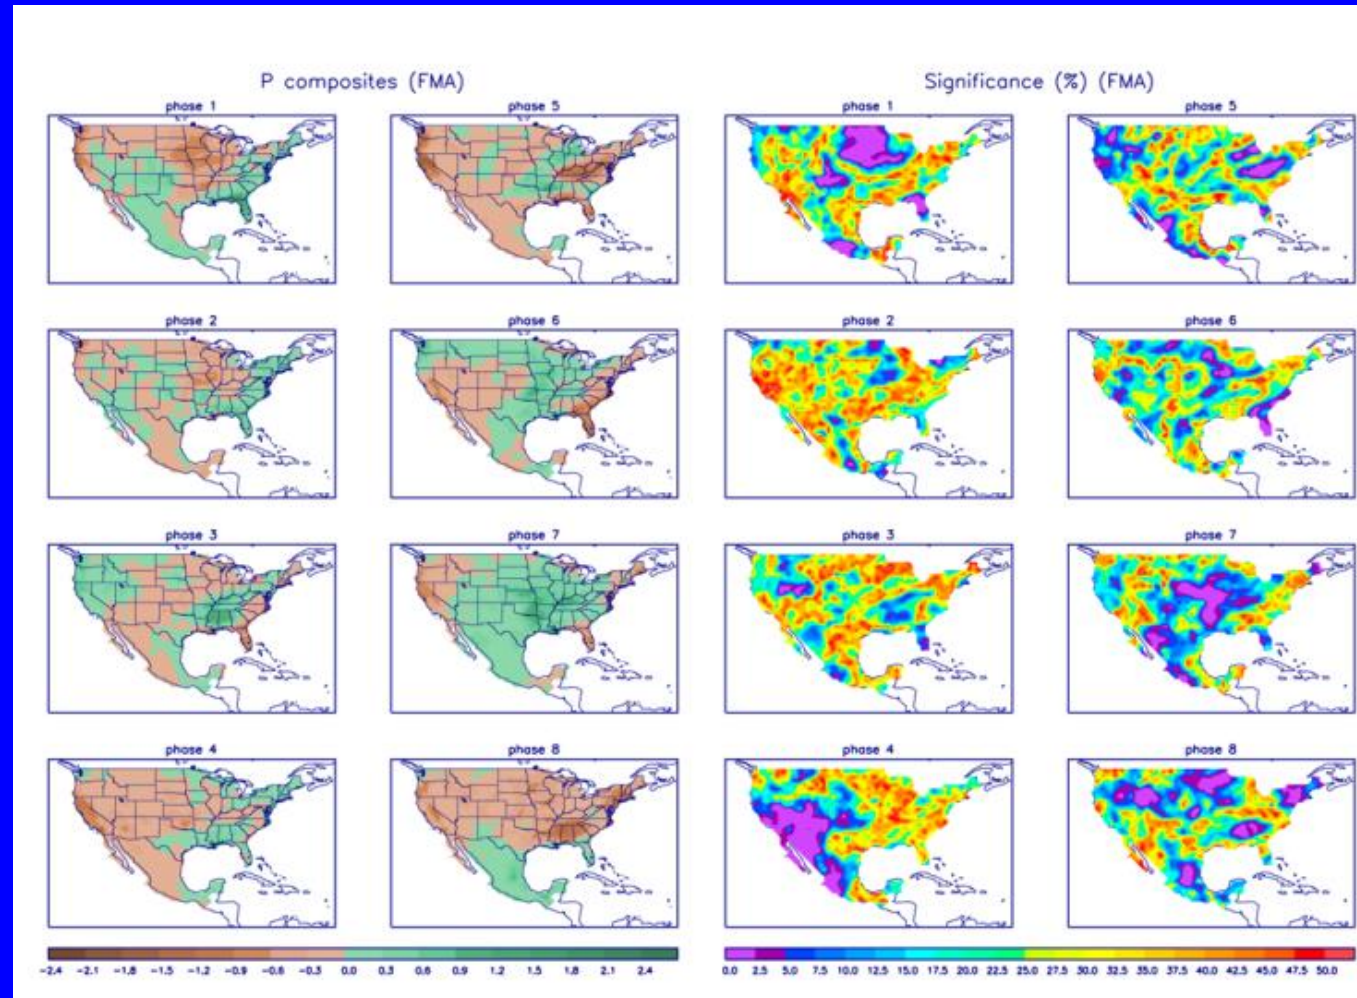 P composites (FMA)
Significance (%) (FMA)
phase 1
phase 5
phase 1
phase 5
phase 2
phase 6
phase 2
phase 6
phase 3
phase 7
phase 3
phase 7
phase 4
phase 8
phase 4
phase 8
-2.4 -2.1 -1.8 -1.5 -1.2 -0.9 -0.6 -0.3 0.0 0.3 0.6 0.9 1.2 1.5 1.8 2.1 2.4
0.0 2.5 5.0 7.5 10.0 12.5 15.0 17.5 20.0 22.5 25.0 27.5 30.0 32.5 35.0 37.5 40.0 42.5 45.0 47.5 50.0